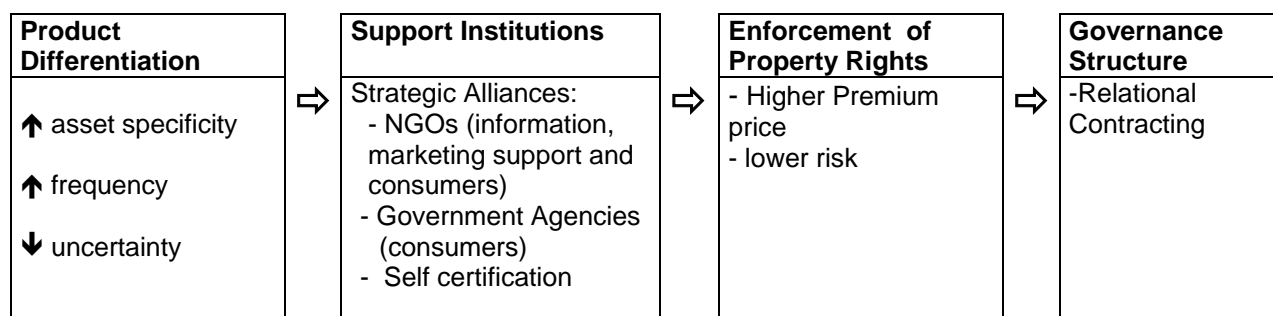 Product
Differentiation
↑ asset specificity
↑ frequency
↓ uncertainty
Support Institutions
Strategic Alliances:
- NGOs (information,
marketing support and
consumers)
- Government Agencies
(consumers)
- Self certification
Enforcement of
Property Rights
- Higher Premium
price
- lower risk
Governance
Structure
-Relational
Contracting